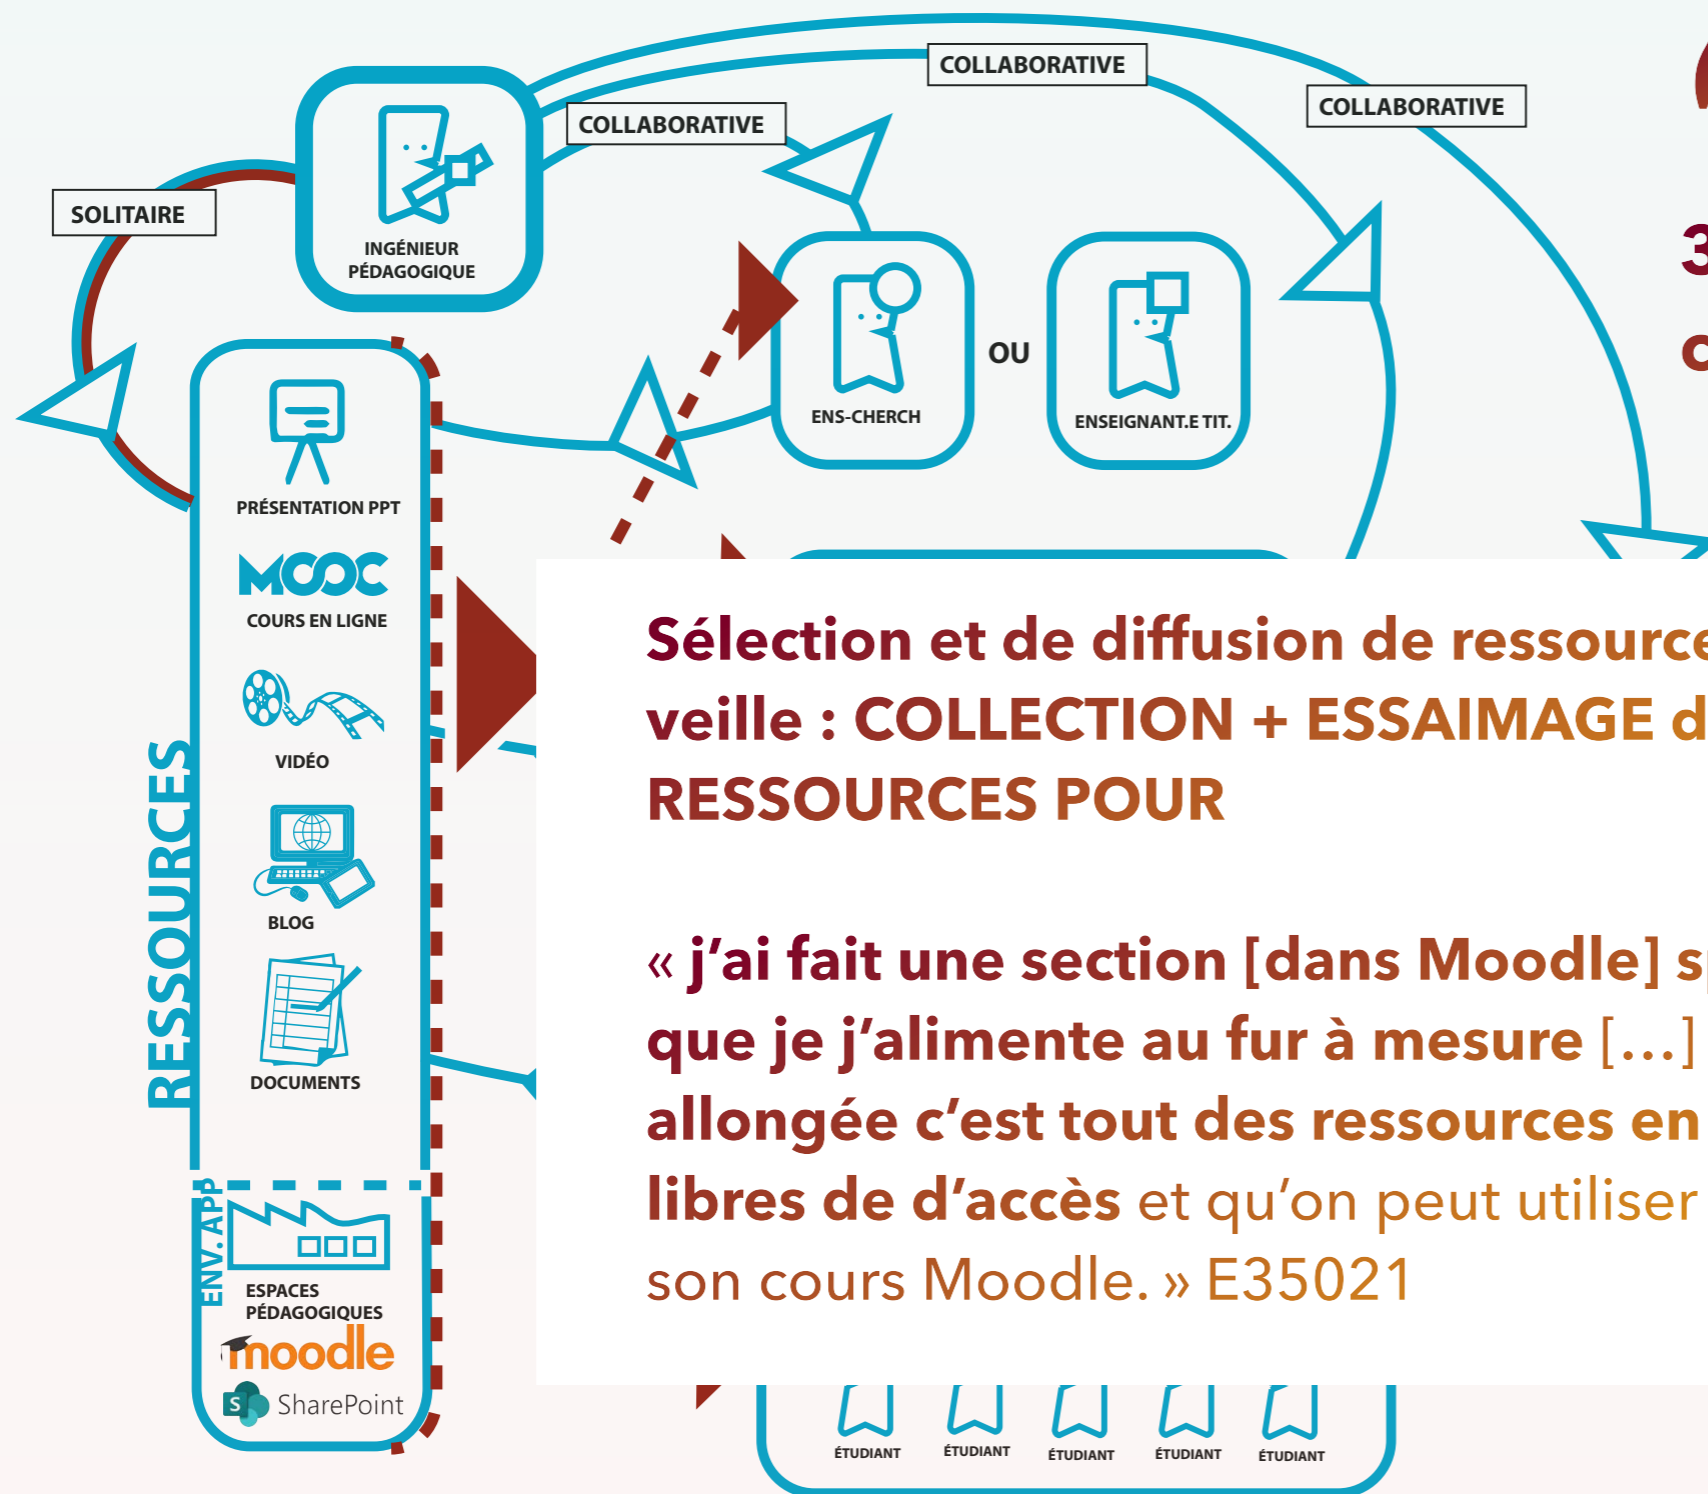 COLLABORATIVE
COLLABORATIVE
COLLABORATIVE
SOLITAIRE
INGÉNIEUR
PÉDAGOGIQUE
ENS-CHERCH
OU
ENSEIGNANT.E TIT.
RESSOURCES
PRÉSENTATION PPT
MOOC
COURS EN LIGNE
VIDÉO
BLOG
DOCUMENTS
ENV. APP
ESPACES
PÉDAGOGIQUES
moodle
S SharePoint
3
Sélection et de diffusion de ressource
veille : COLLECTION + ESSAIMAGE d
RESSOURCES POUR
« j’ai fait une section [dans Moodle] s
que je j’alimente au fur à mesure […]
allongée c’est tout des ressources en
libres de d’accès et qu’on peut utiliser
son cours Moodle. » E35021
ÉTUDIANT
ÉTUDIANT
ÉTUDIANT
ÉTUDIANT
ÉTUDIANT